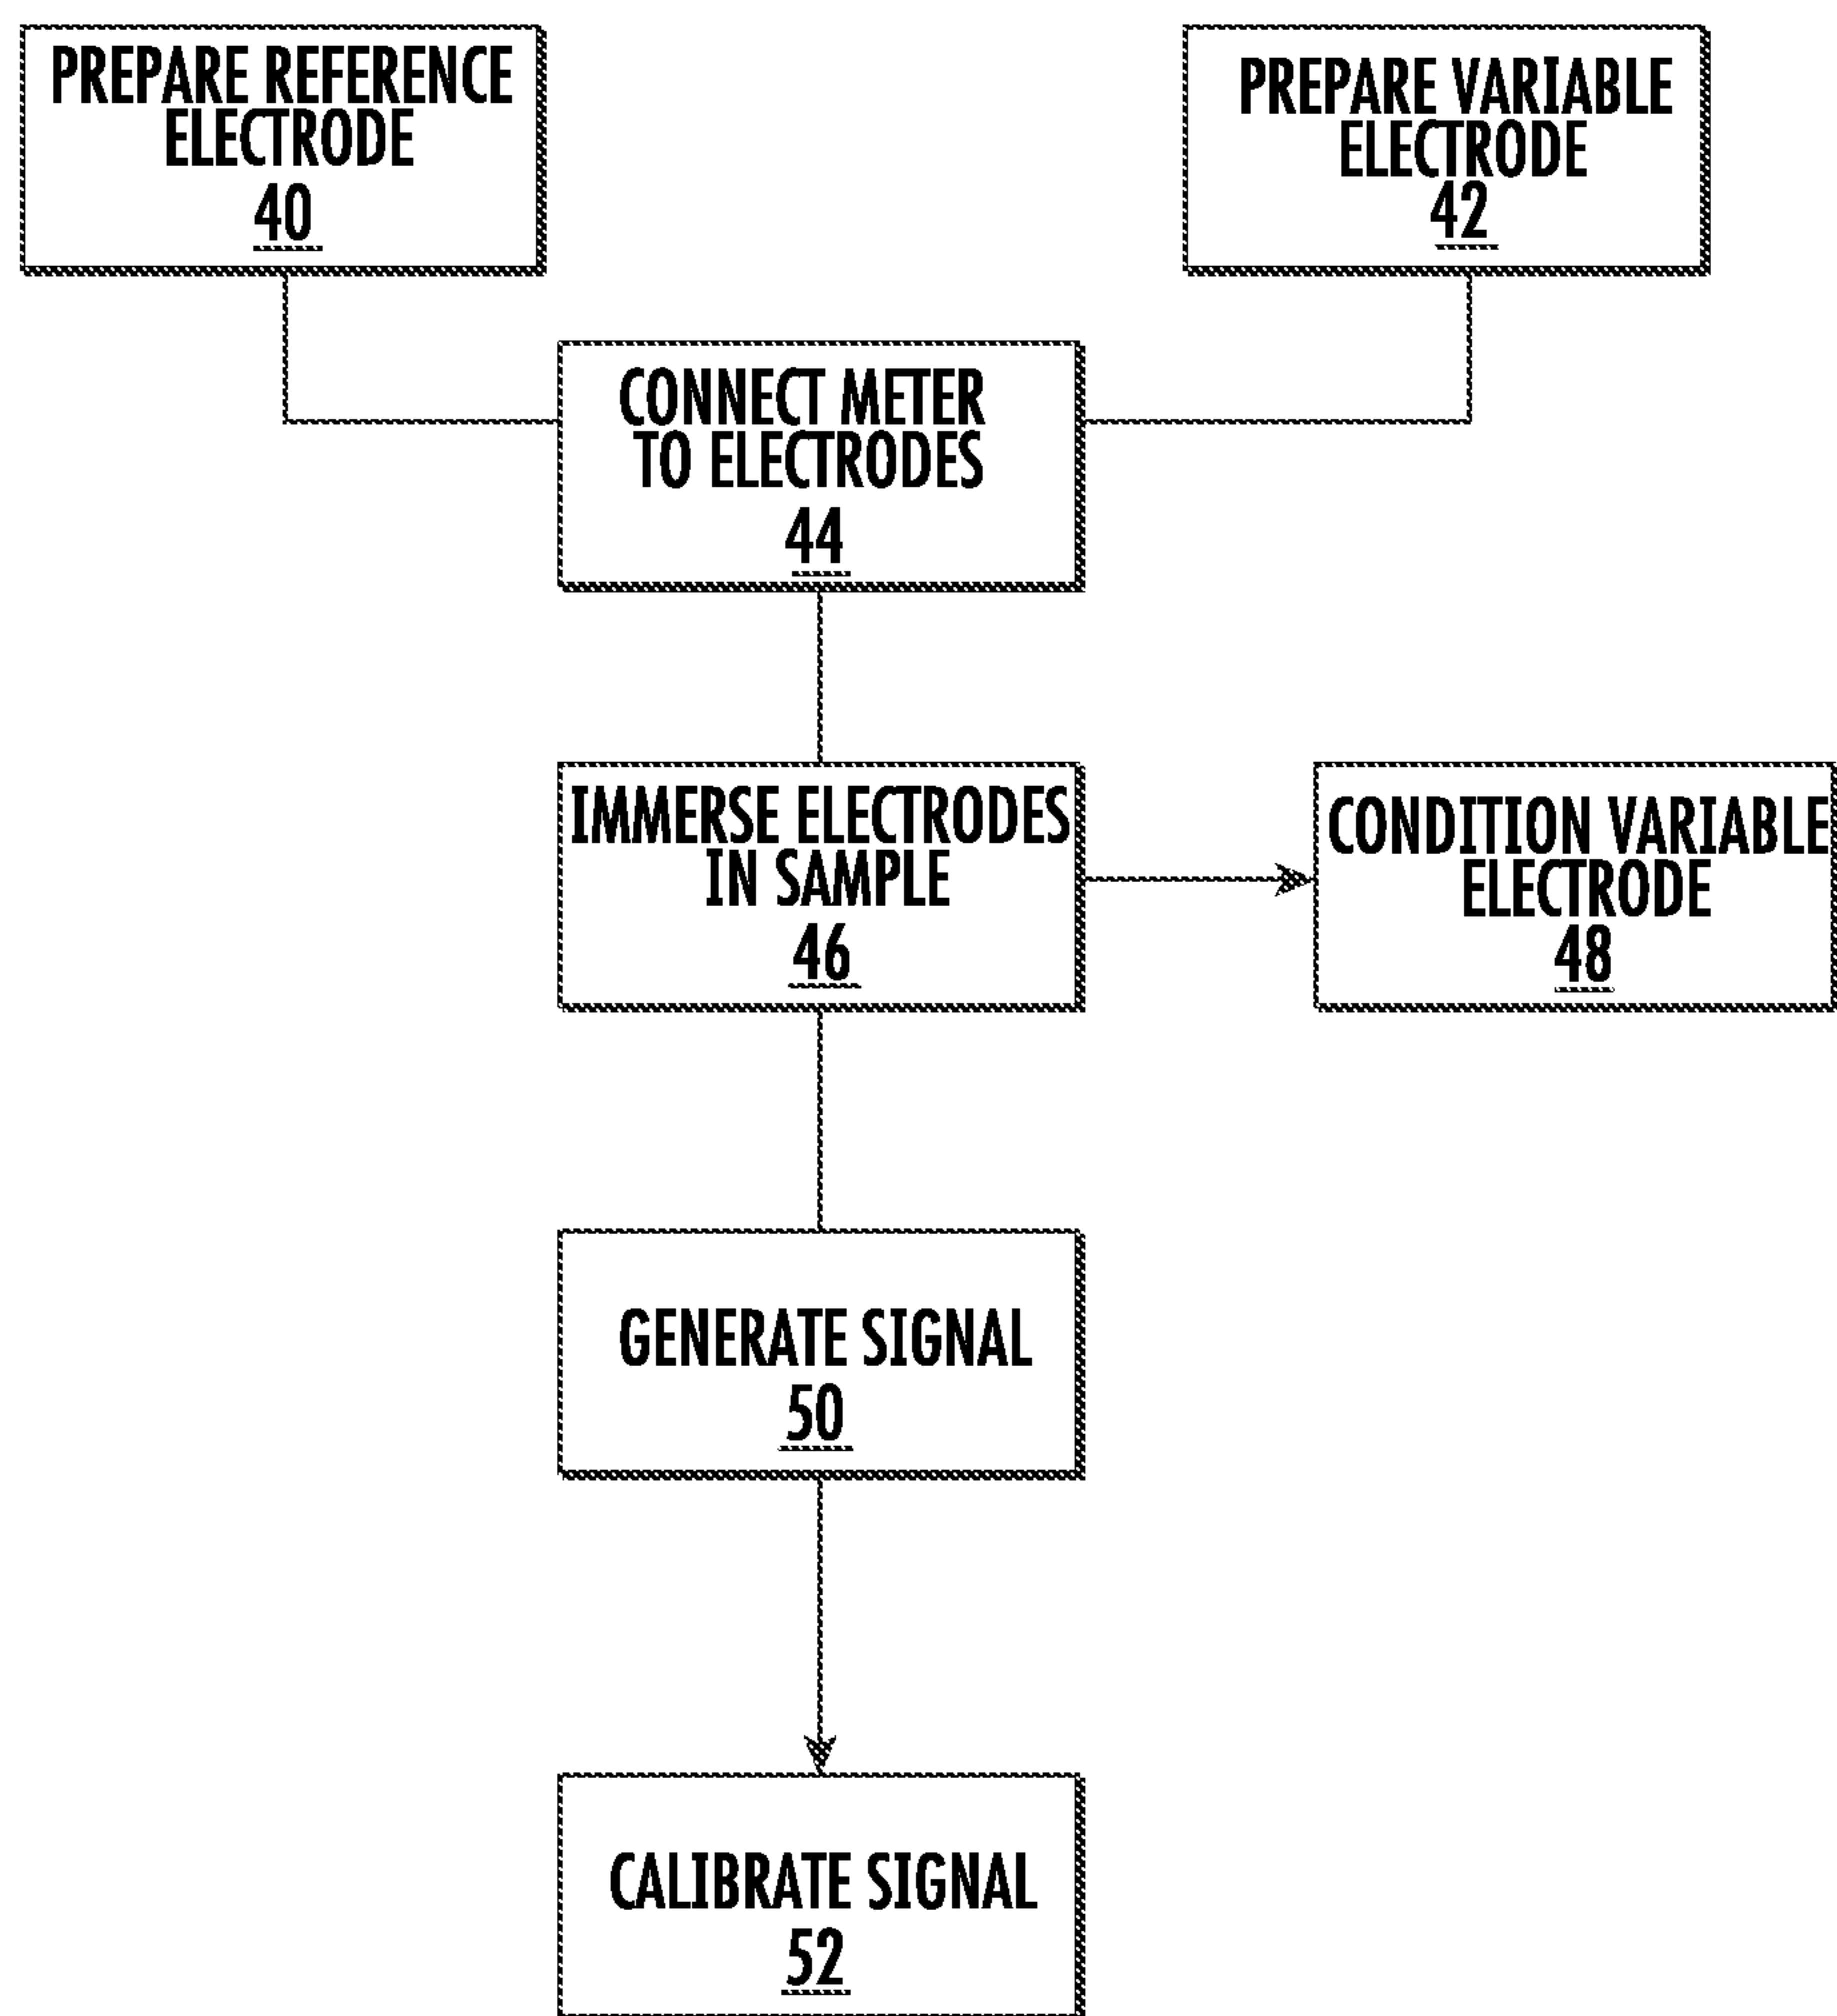 PREPARE REFERENCE
ELECTRODE
40
PREPARE VARIABLE
ELECTRODE
42
CONNECT METER
TO ELECTRODES
44
IMMERSE ELECTRODES
IN SAMPLE
46
CONDITION VARIABLE
ELECTRODE
48
GENERATE SIGNAL
50
CALIBRATE SIGNAL
52